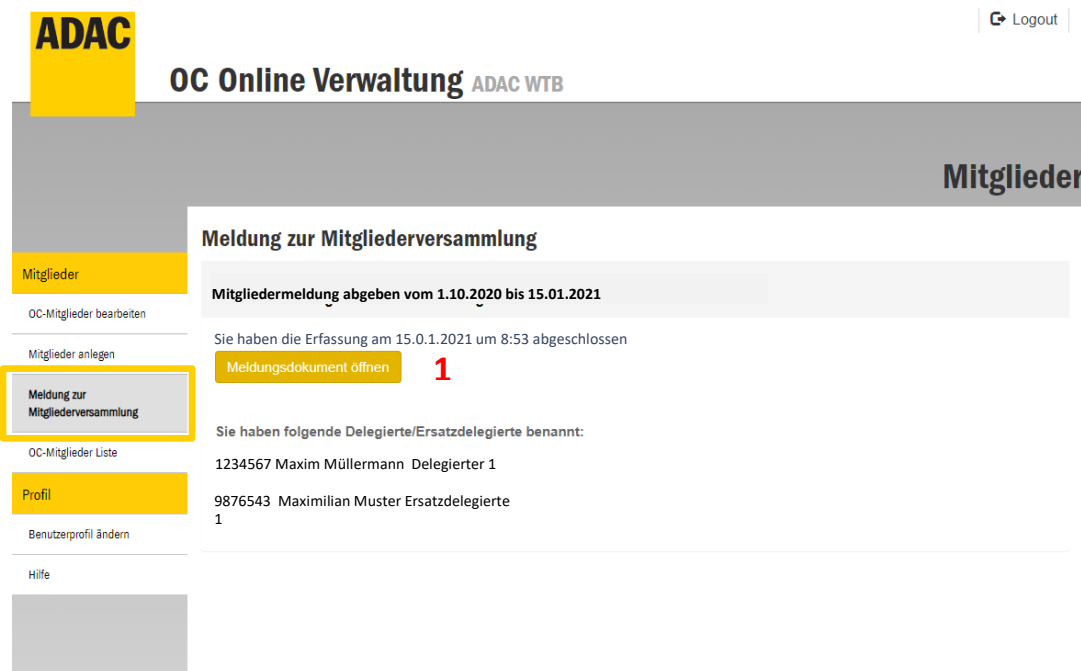 ADAC
Logout
OC Online Verwaltung ADAC WTB
Mitglieder
Meldung zur Mitgliederversammlung
Mitglieder
Mitgliedermeldung abgeben vom 1.10.2020 bis 15.01.2021
OC-Mitglieder bearbeiten
Sie haben die Erfassung am 15.0.1.2021 um 8:53 abgeschlossen
Mitglieder anlegen
Meldungsdokument öffnen 1
Meldung zur
Mitgliederversammlung
Sie haben folgende Delegierte/Ersatzdelegierte benannt:
OC-Mitglieder Liste
1234567 Maxim Müllermann Delegierter 1
Profil
9876543 Maximilian Muster Ersatzdelegierte
1
Benutzerprofil ändern
Hilfe